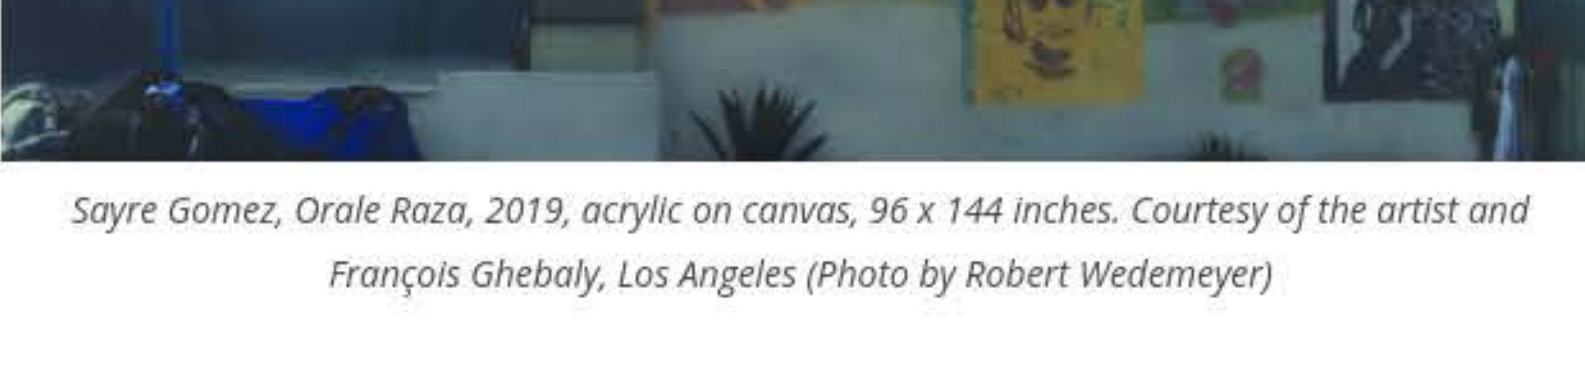 Sayre Gomez, Orale Raza, 2019, acrylic on canvas, 96 x 144 inches. Courtesy of the artist and
François Ghebaly, Los Angeles (Photo by Robert Wedemeyer)